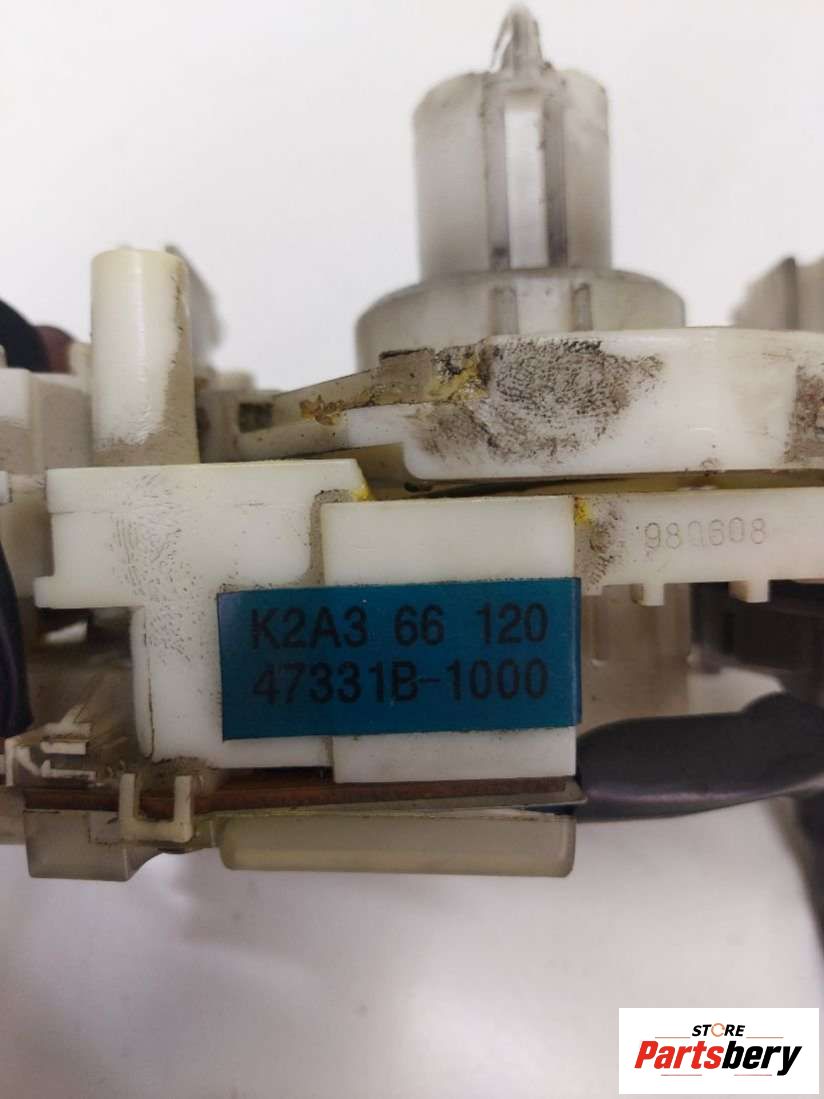 980608
K2A3 66 120
47331B-1000
STORE
Partsbery